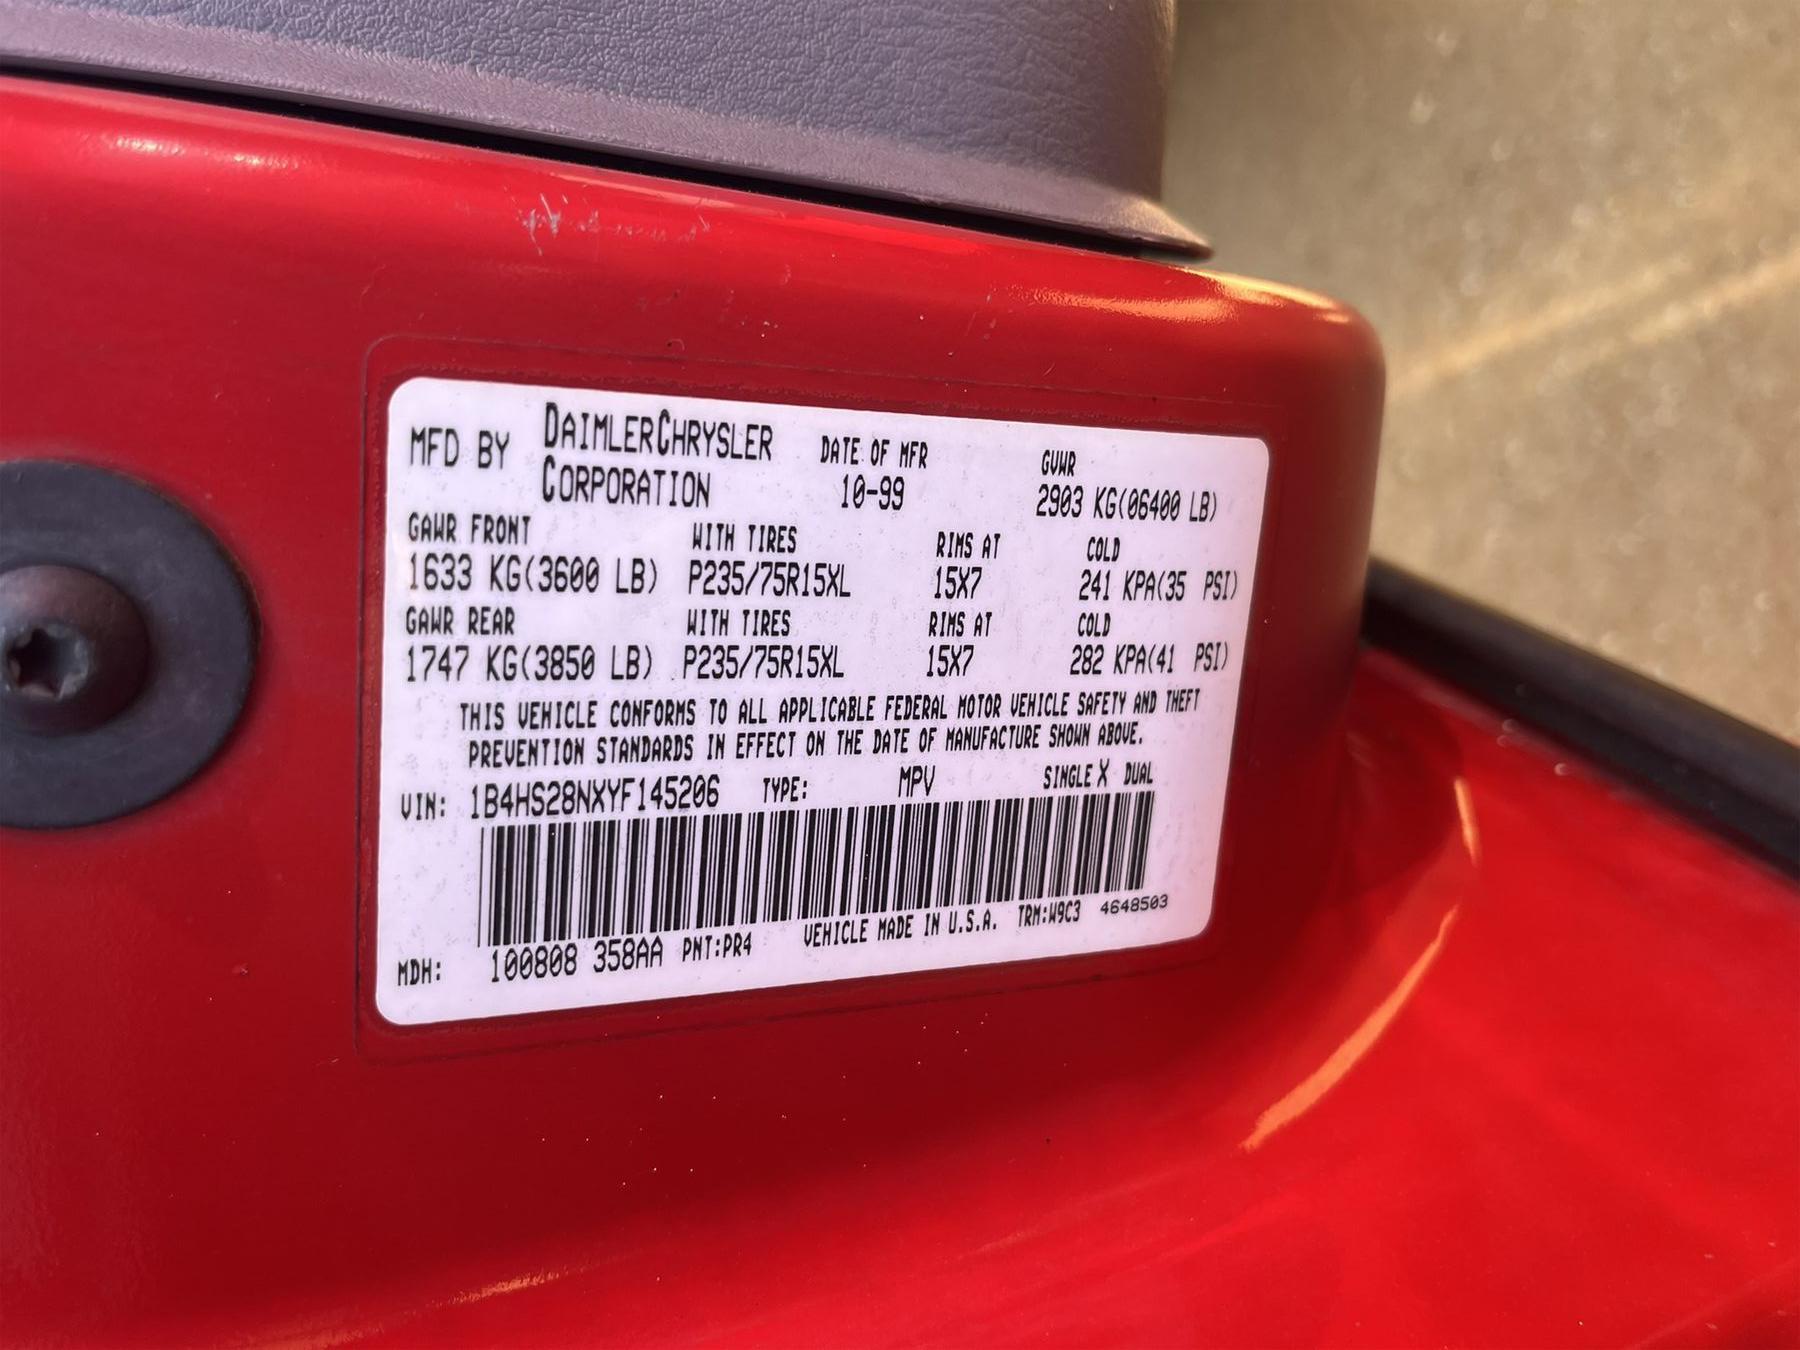 MFD BY DAIMLERCHRYSLER CORPORATION DATE OF MFR 10-99 GVWR 2903 KG(06400 LB)
GAWR FRONT WITH TIRES RIMS AT COLD
1633 KG(3600 LB) P235/75R15XL 15X7 241 KPA(35 PSI)
GAWR REAR WITH TIRES RIMS AT COLD
1747 KG(3850 LB) P235/75R15XL 15X7 282 KPA(41 PSI)
THIS VEHICLE CONFORMS TO ALL APPLICABLE FEDERAL MOTOR VEHICLE SAFETY AND THEFT
PREVENTION STANDARDS IN EFFECT ON THE DATE OF MANUFACTURE SHOWN ABOVE.
VIN: 1B4HS28NXYF145206 TYPE: MPV SINGLE X DUAL
MDH: 100808 358AA PNT:PR4 VEHICLE MADE IN U.S.A. TRM:W9C3 4648503